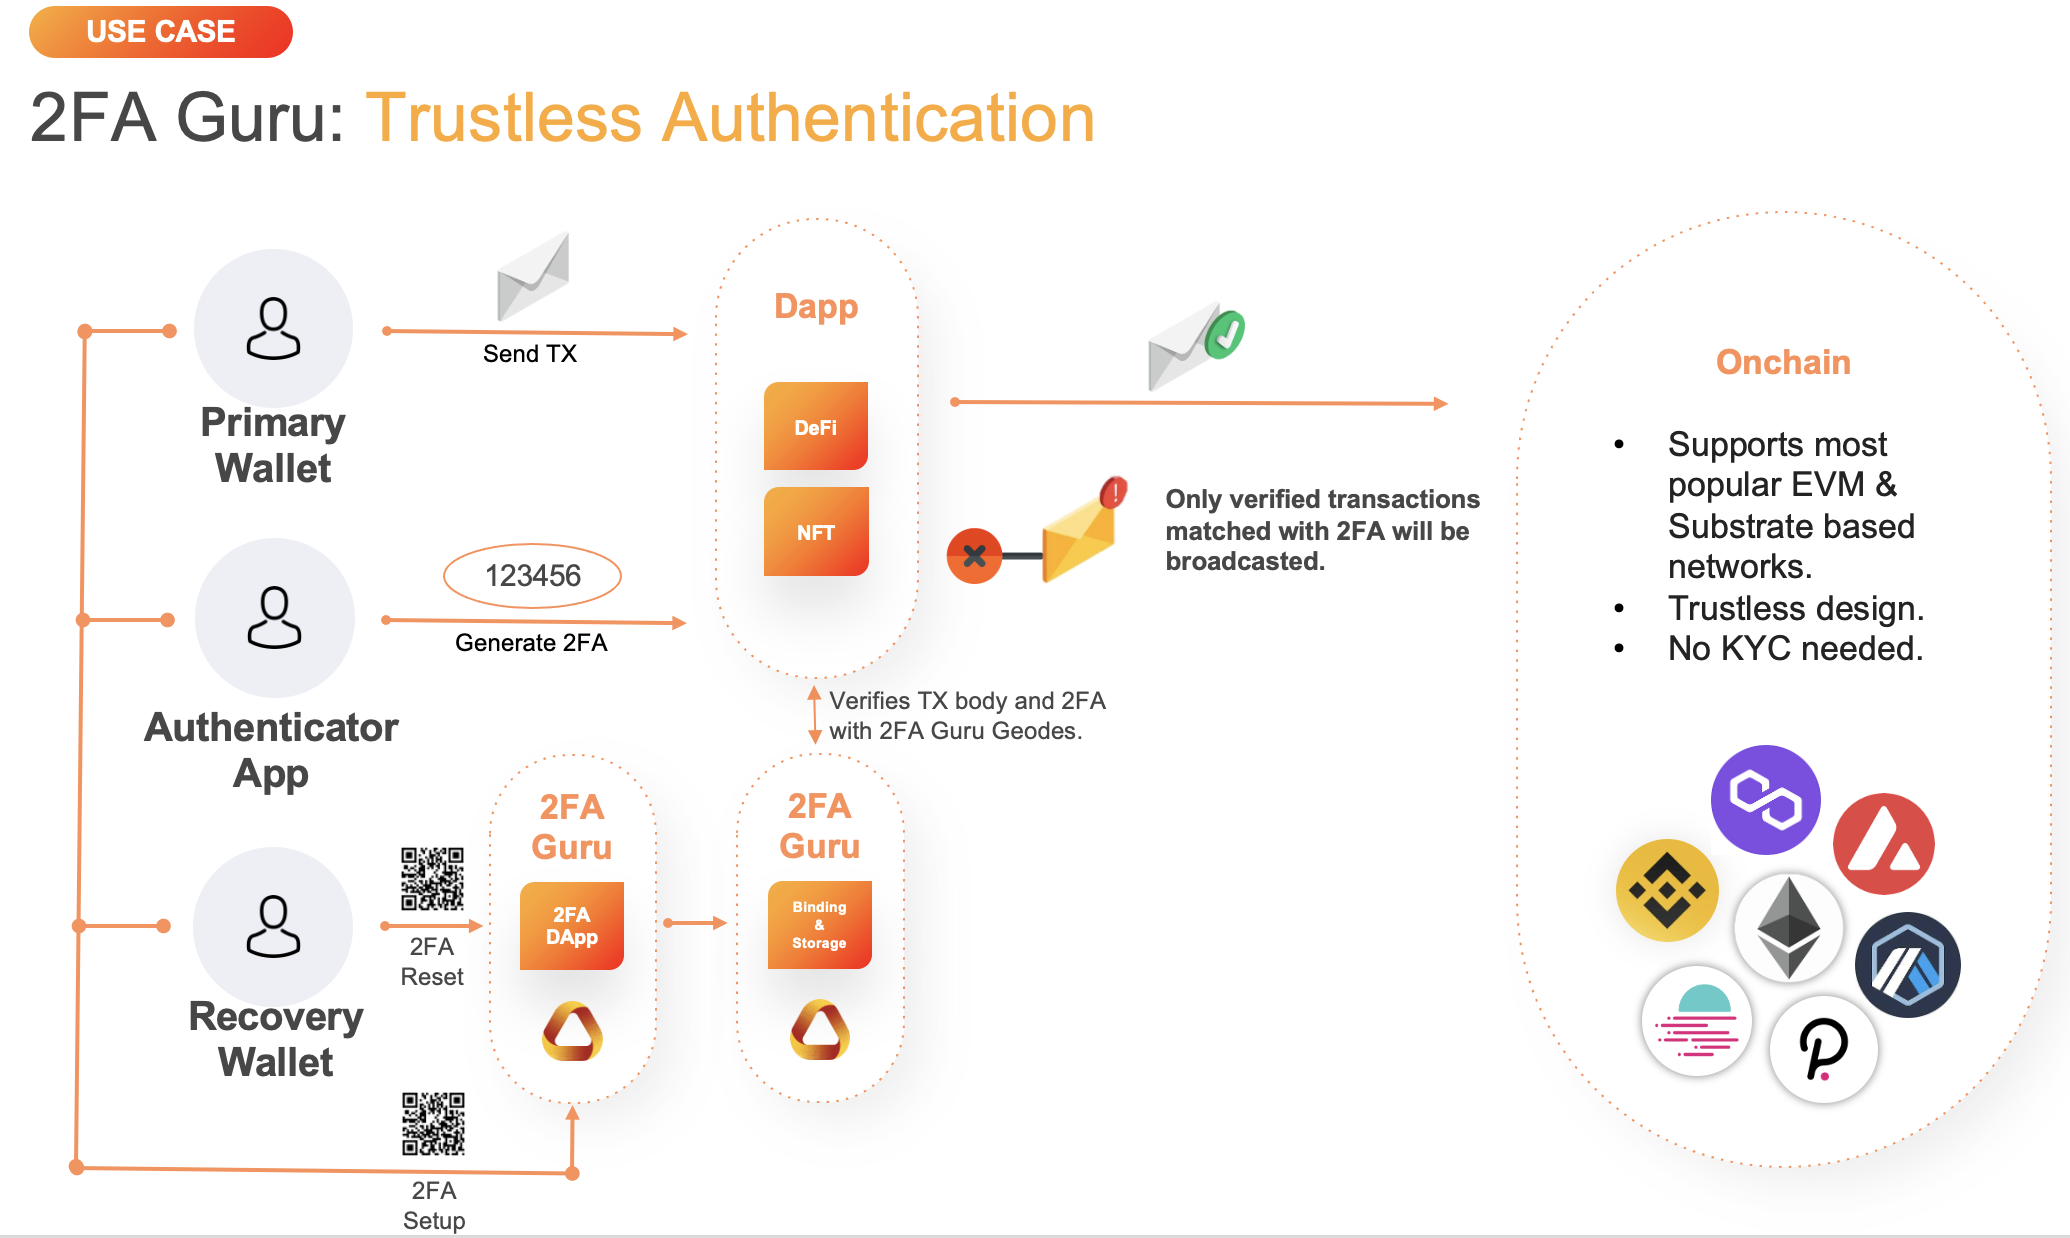 USE CASE
2FA Guru: Trustless Authentication
Send TX
Primary
Wallet
123456
Generate 2FA
Authenticator
App
2FA
Reset
Recovery
Wallet
2FA
Setup
Dapp
DeFi
NFT
Verifies TX body and 2FA
with 2FA Guru Geodes.
2FA
Guru
2FA
DApp
2FA
Guru
Binding
&
Storage
Only verified transactions
matched with 2FA will be
broadcasted.
Onchain
• Supports most
popular EVM &
Substrate based
networks.
• Trustless design.
• No KYC needed.